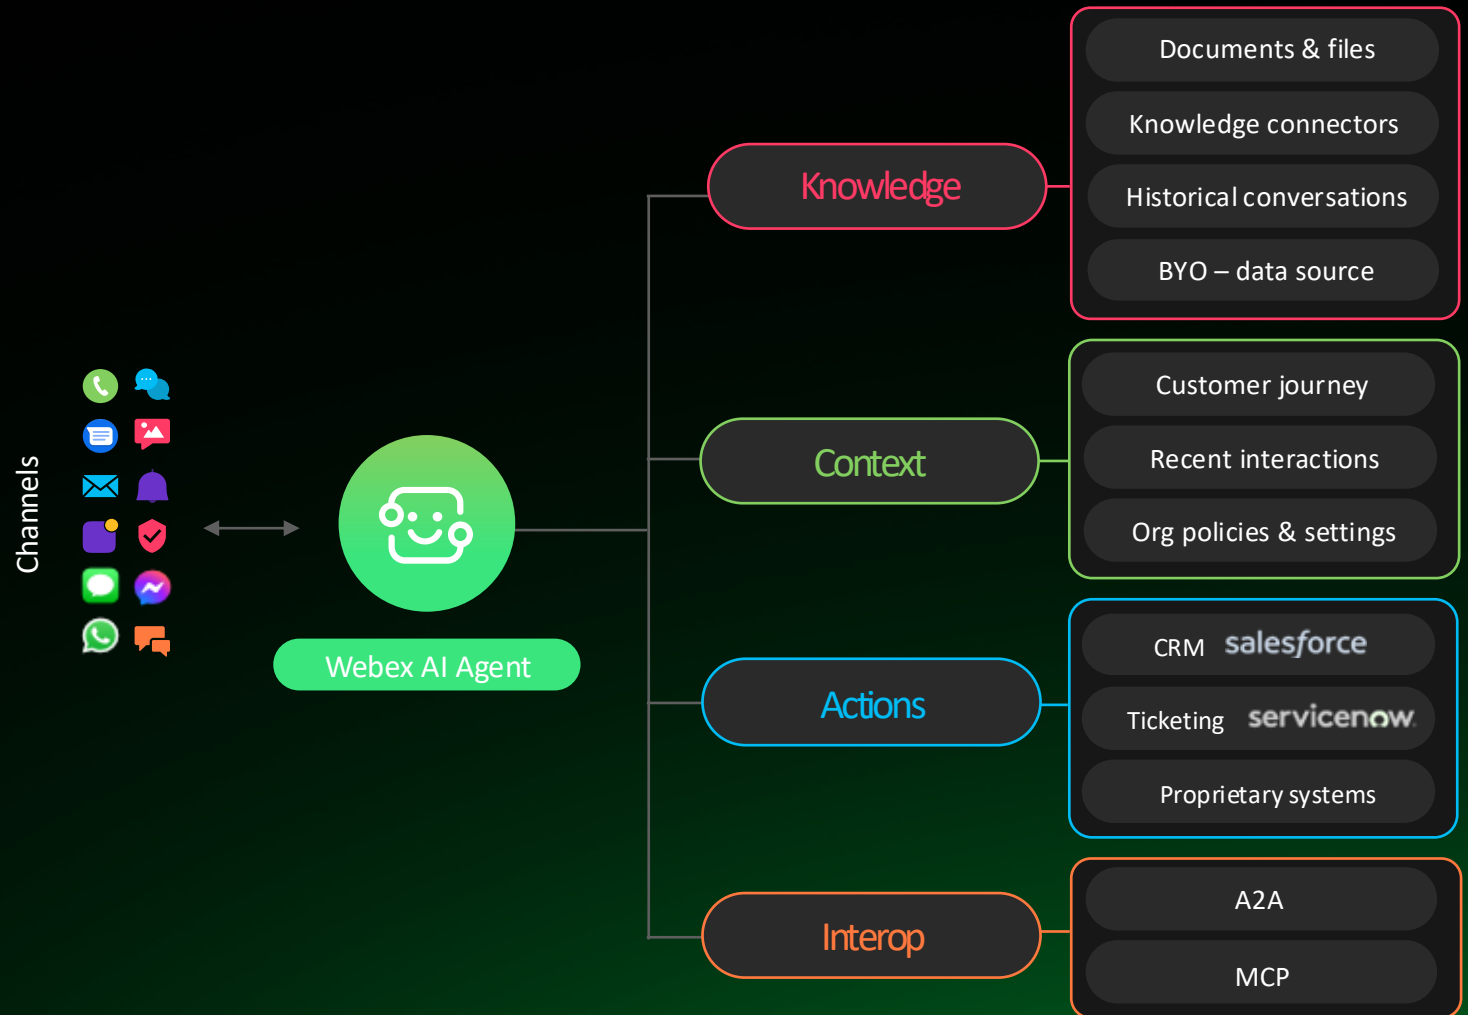 Channels
Webex AI Agent
Knowledge
Documents & files
Knowledge connectors
Historical conversations
BYO – data source
Context
Customer journey
Recent interactions
Org policies & settings
Actions
CRM salesforce
Ticketing servicenow
Proprietary systems
Interop
A2A
MCP